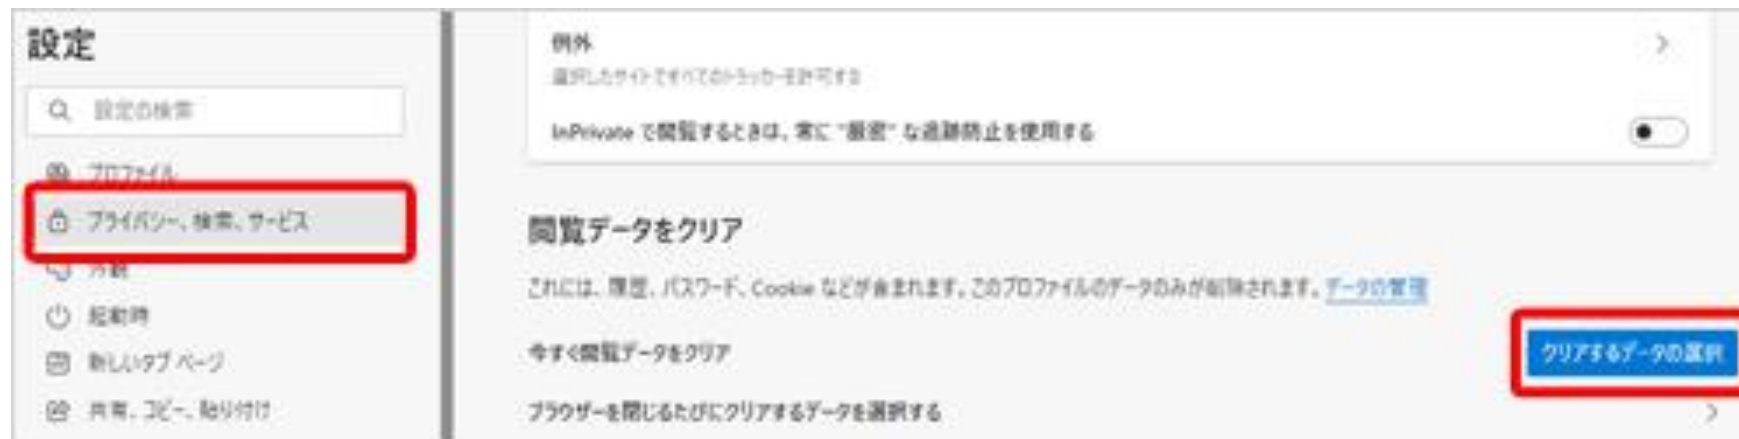 設定
設定の検索
プロファイル
プライバシー、検索、サービス
外観
起動時
新しいタブ ページ
共有、コピー、貼り付け
例外
選択したサイトですべてのトラッカーを許可する
InPrivate で閲覧するときは、常に "厳密" な追跡防止を使用する
閲覧データをクリア
これには、履歴、パスワード、Cookie などが含まれます。このプロファイルのデータのみが削除されます。データの管理
今すぐ閲覧データをクリア
クリアするデータの選択
ブラウザーを閉じるたびにクリアするデータを選択する